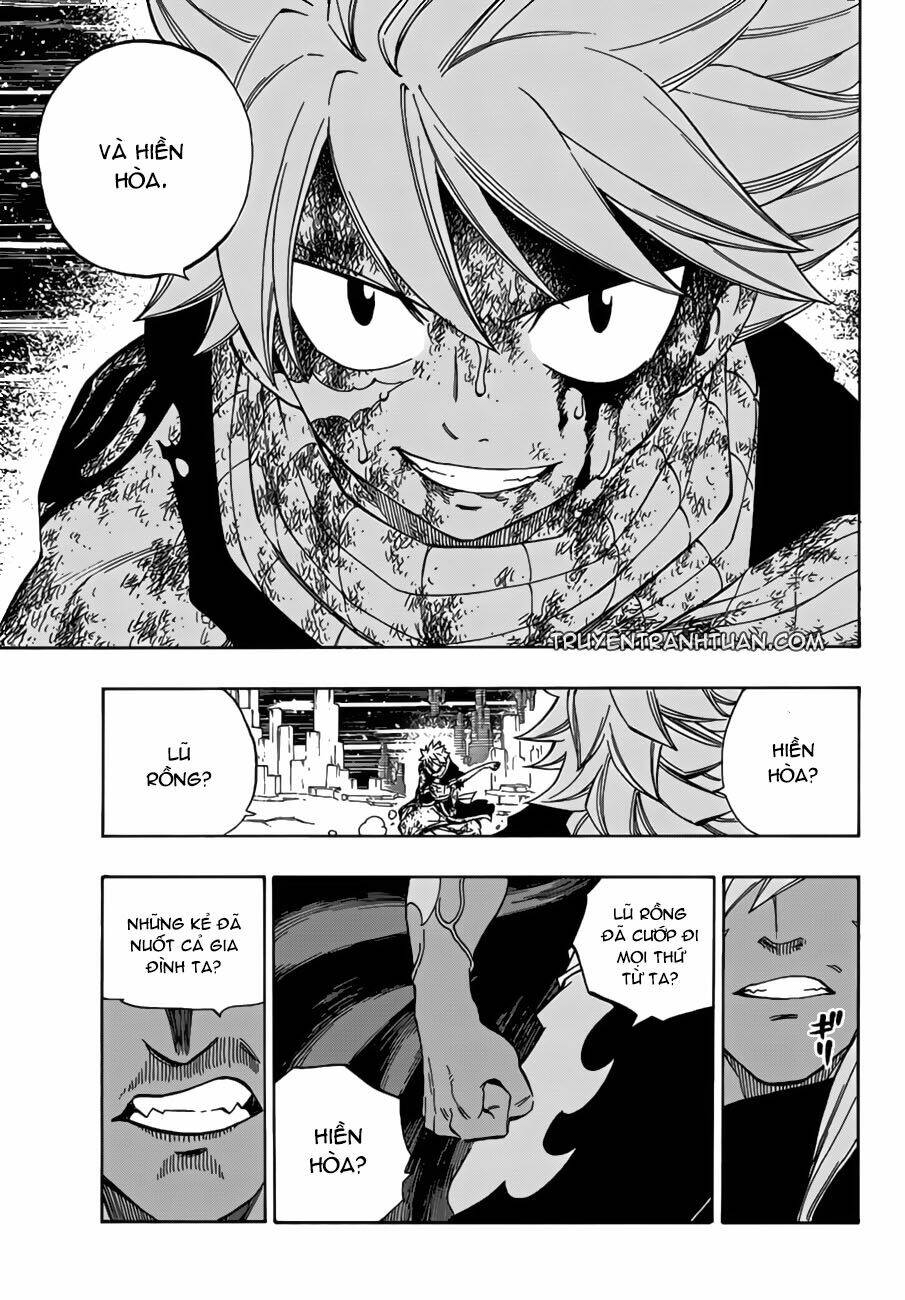 VÀ HIỀN
HÒA.
TRUYENTRANHTUAN.COM
HIỀN
HÒA?
LŨ
RỒNG?
LŨ RỒNG
ĐÃ CƯỚP ĐI
MỌI THỨ
TỪ TA?
ギリ
NHỮNG KẺ ĐÃ
NUỐT CẢ GIA
ĐÌNH TA?
HIỀN
HÒA?